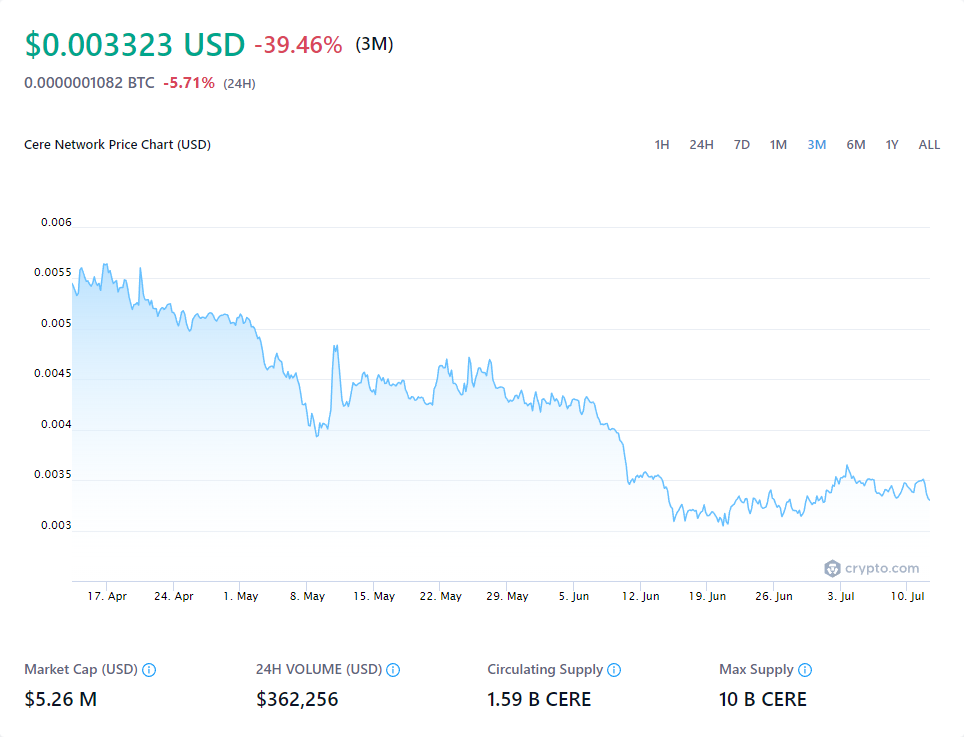 $0.003323 USD -39.46% (3M)
0.0000001082 BTC -5.71% (24H)
Cere Network Price Chart (USD)
1H 24H 7D 1M 3M 6M 1Y ALL
0.006
0.0055
0.005
0.0045
0.004
0.0035
0.003
crypto.com
17. Apr 24. Apr 1. May 8. May 15. May 22. May 29. May 5. Jun 12. Jun 19. Jun 26. Jun 3. Jul 10. Jul
Market Cap (USD) 24H VOLUME (USD) Circulating Supply Max Supply
$5.26 M $362,256 1.59 B CERE 10 B CERE